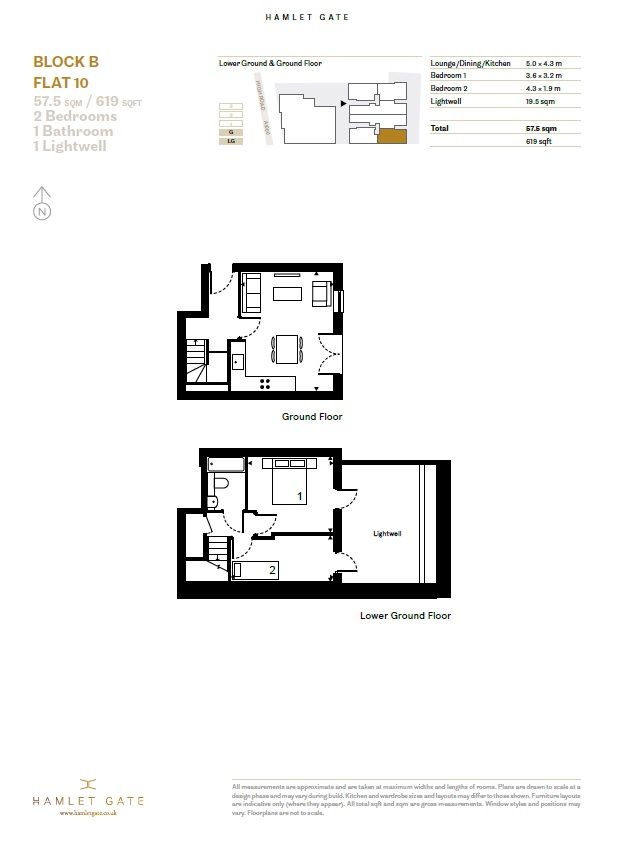 HAMLET GATE
BLOCK B
FLAT 10
57.5 SQM / 619 SQFT
2 Bedrooms
1 Bathroom
1 Lightwell
Lower Ground & Ground Floor
HIGH ROAD
A1000
3
2
1
G
LG
Lounge/Dining/Kitchen 5.0 x 4.3 m
Bedroom 1 3.6 x 3.2 m
Bedroom 2 4.3 x 1.9 m
Lightwell 19.5 sqm
Total 57.5 sqm
619 sqft
N
Ground Floor
1
Lightwell
2
Lower Ground Floor
HAMLET GATE
www.hamletgate.co.uk
All measurements are approximate and are taken at maximum widths and lengths of rooms. Plans are drawn to scale at a
design phase and may vary during build. Kitchen and wardrobe sizes and layouts may differ to those shown. Furniture layouts
are indicative only (where they appear). All total sqft and sqm are gross measurements. Window styles and positions may
vary. Floorplans are not to scale.